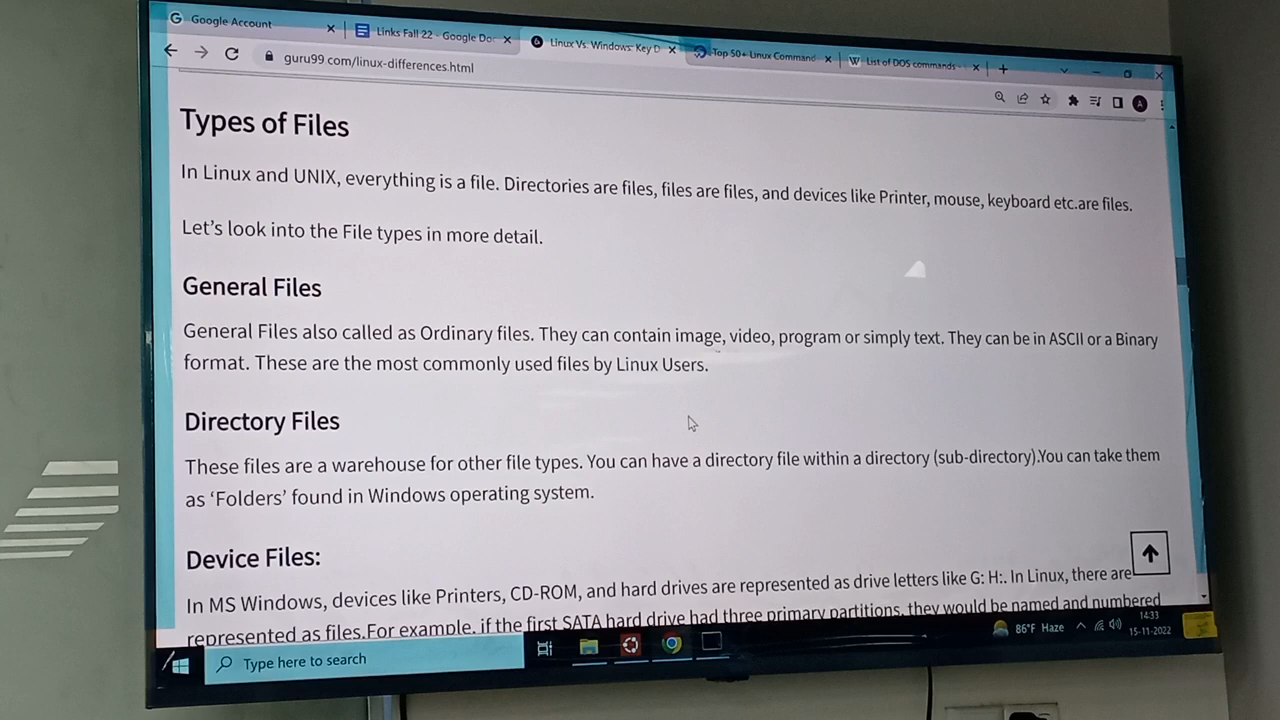 Google Account
Links Fall 22 - Google Do
Linux Vs Windows: Key D
Top 50+ Linux Command
W List of DOS commands -
guru99.com/linux-differences.html
A
Types of Files
In Linux and UNIX, everything is a file. Directories are files, files are files, and devices like Printer, mouse, keyboard etc.are files.
Let's look into the File types in more detail.
General Files
General Files also called as Ordinary files. They can contain image, video, program or simply text. They can be in ASCII or a Binary
format. These are the most commonly used files by Linux Users.
Directory Files
These files are a warehouse for other file types. You can have a directory file within a directory (sub-directory).You can take them
as 'Folders' found in Windows operating system.
Device Files:
In MS Windows, devices like Printers, CD-ROM, and hard drives are represented as drive letters like G: H:. In Linux, there are
represented as files.For example, if the first SATA hard drive had three primary partitions, they would be named and numbered
Type here to search
86°F Haze
14:33
15-11-2022